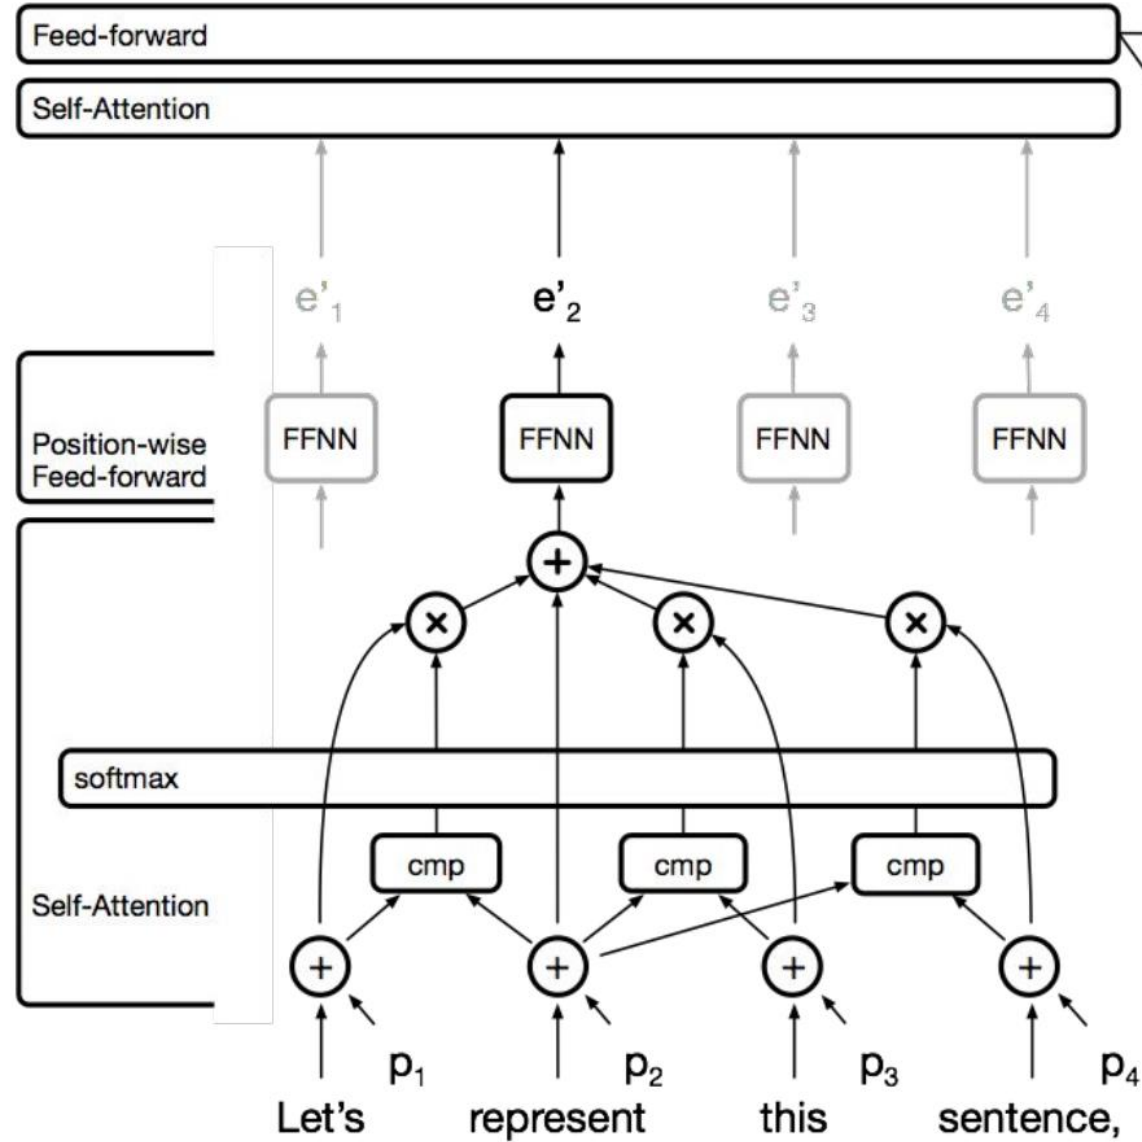 Feed-forward
Self-Attention
e'1 e'2 e'3 e'4
Position-wise
Feed-forward
FFNN FFNN FFNN FFNN
+
× × ×
softmax
cmp cmp cmp
Self-Attention
+ + + +
p1 p2 p3 p4
Let's represent this sentence,